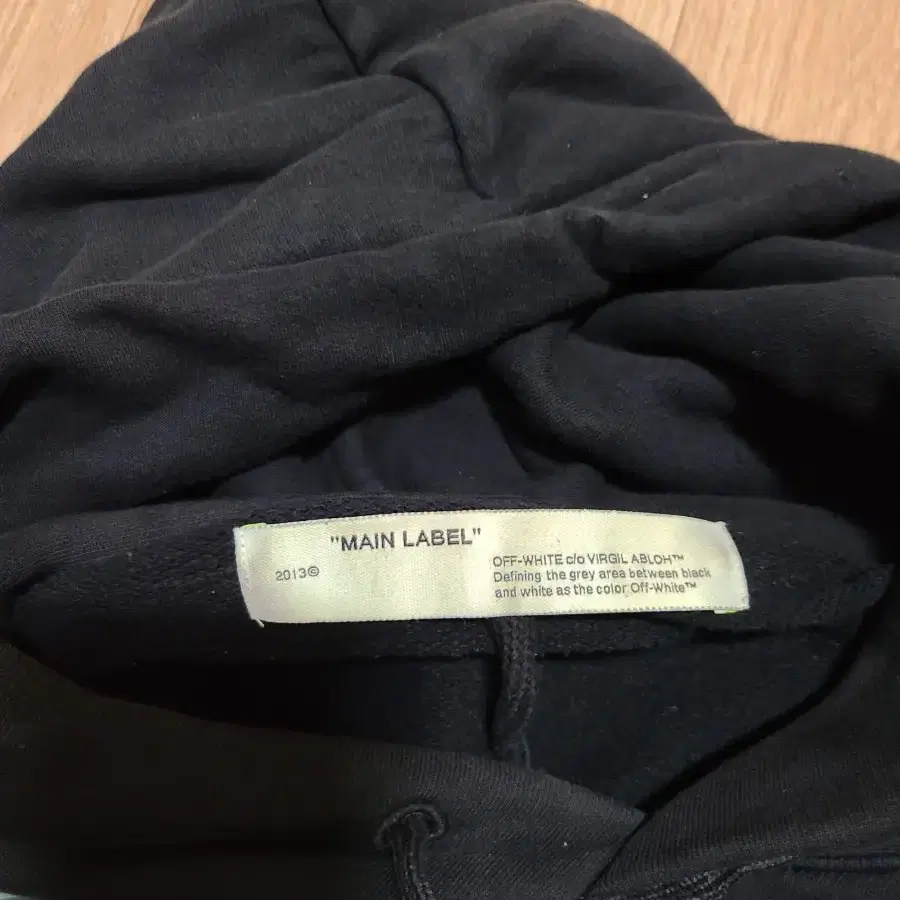 "MAIN LABEL"
2013©
OFF-WHITE c/o VIRGIL ABLOH™
Defining the grey area between black
and white as the color Off-White™